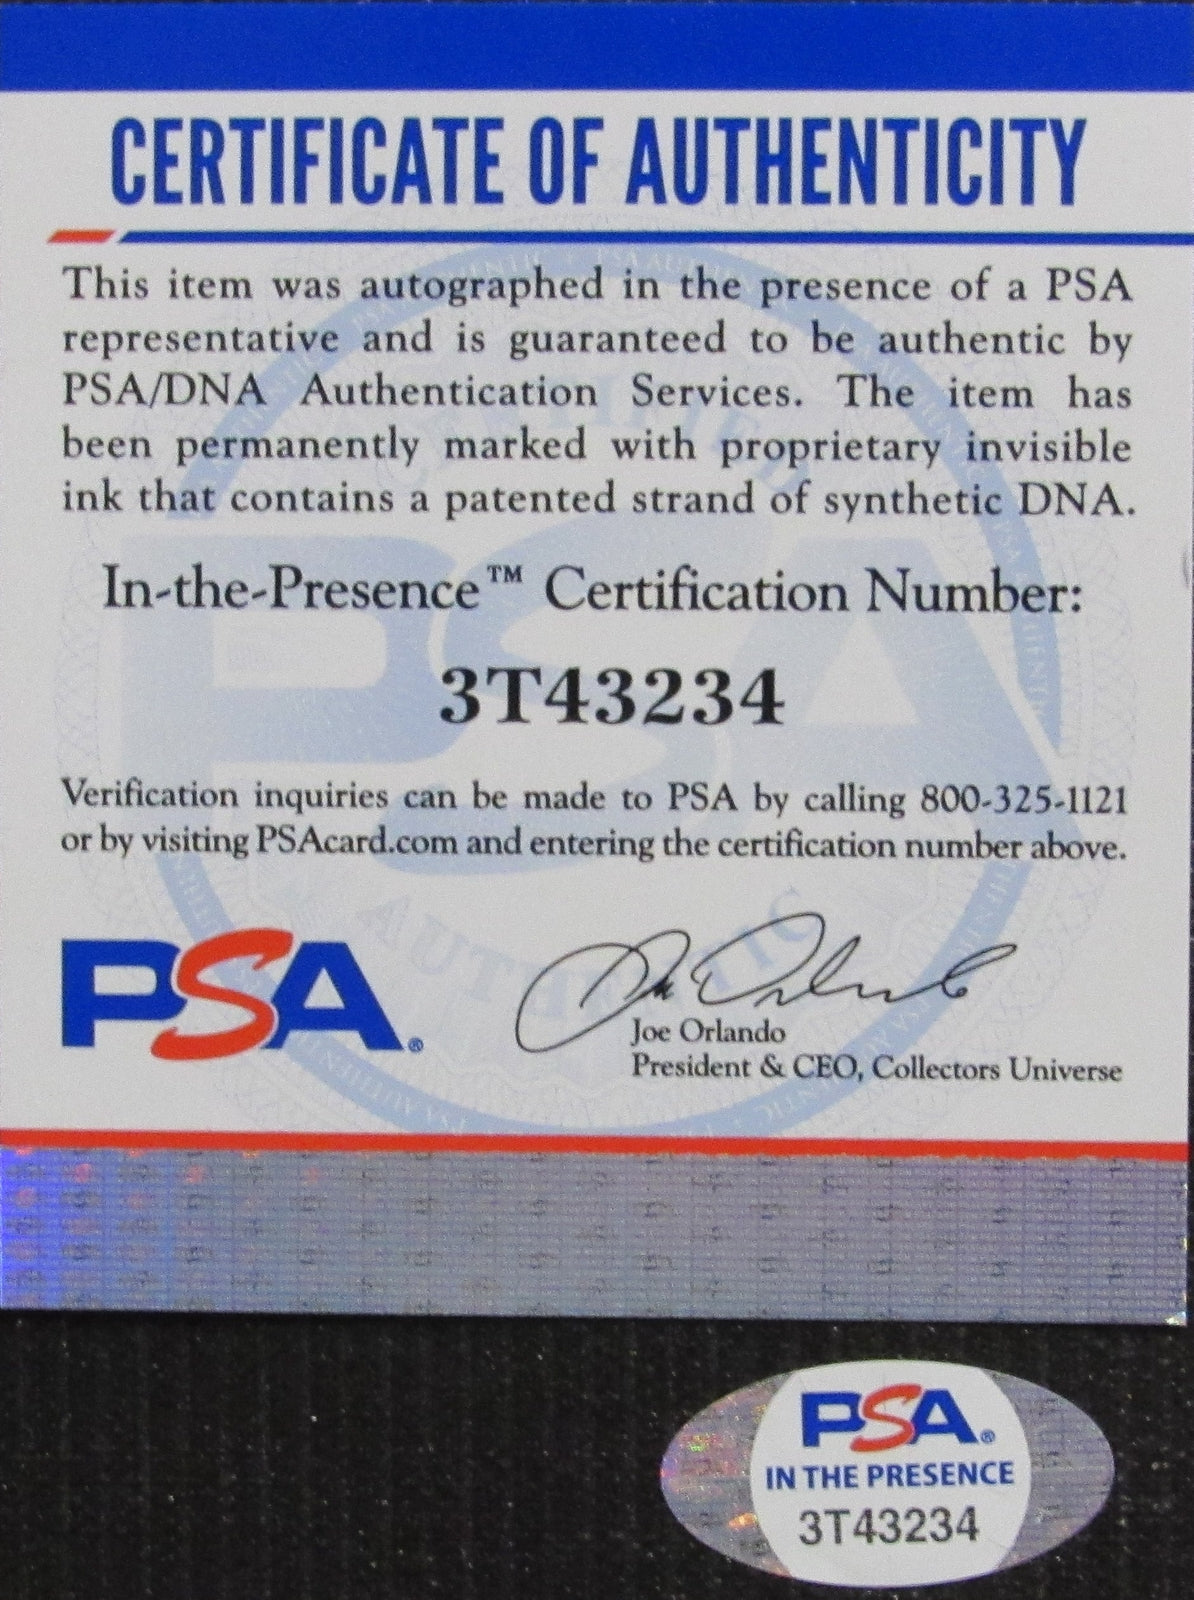 CERTIFICATE OF AUTHENTICITY
This item was autographed in the presence of a PSA
representative and is guaranteed to be authentic by
PSA/DNA Authentication Services. The item has
been permanently marked with proprietary invisible
ink that contains a patented strand of synthetic DNA.
In-the-Presence™ Certification Number:
3T43234
Verification inquiries can be made to PSA by calling 800-325-1121
or by visiting PSAcard.com and entering the certification number above.
PSA®
Joe Orlando
Joe Orlando
President & CEO, Collectors Universe
PSA®
IN THE PRESENCE
3T43234